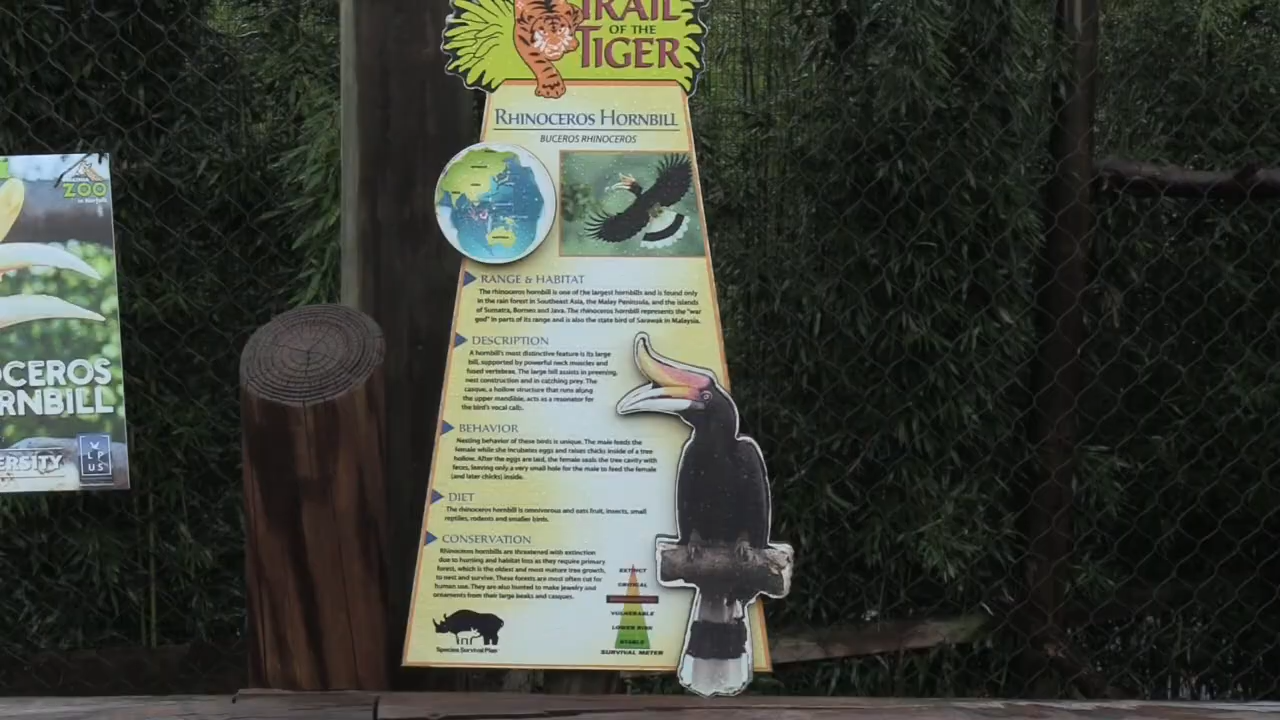 TRAIL
OF THE
TIGER
RHINOCEROS HORNBILL
BUCEROS RHINOCEROS
RANGE & HABITAT
The rhinoceros hornbill is one of the largest hornbills and is found only
in the rain forest in Southeast Asia, the Malay Peninsula, and the islands
of Sumatra, Borneo and Java. The rhinoceros hornbill represents the "war
god" in parts of its range and is also the state bird of Sarawak in Malaysia.
DESCRIPTION
A hornbill's most distinctive feature is its large
bill, supported by powerful neck muscles and
fused vertebrae. The large bill assists in preening,
nest construction and in catching prey. The
casque, a hollow structure that runs along
the upper mandible, acts as a resonator for
the bird's vocal calls.
BEHAVIOR
Nesting behavior of these birds is unique. The male feeds the
female while she incubates eggs and raises chicks inside of a tree
hollow. After the eggs are laid, the female seals the tree cavity with
feces, leaving only a very small hole for the male to feed the female
(and later chicks) inside.
DIET
The rhinoceros hornbill is omnivorous and eats fruit, insects, small
reptiles, rodents and smaller birds.
CONSERVATION
Rhinoceros hornbills are threatened with extinction
due to hunting and habitat loss as they require primary
forest, which is the oldest and most mature tree growth,
to nest and survive. These forests are most often cut for
human use. They are also hunted to make jewelry and
ornaments from their large beaks and casques.
EXTINCT
CRITICAL
VULNERABLE
LOWER RISK
STABLE
SURVIVAL METER
Species Survival Plan
ZOO
in Norfolk
OCEROS
RNBILL
ERSITY
W
L P
U S